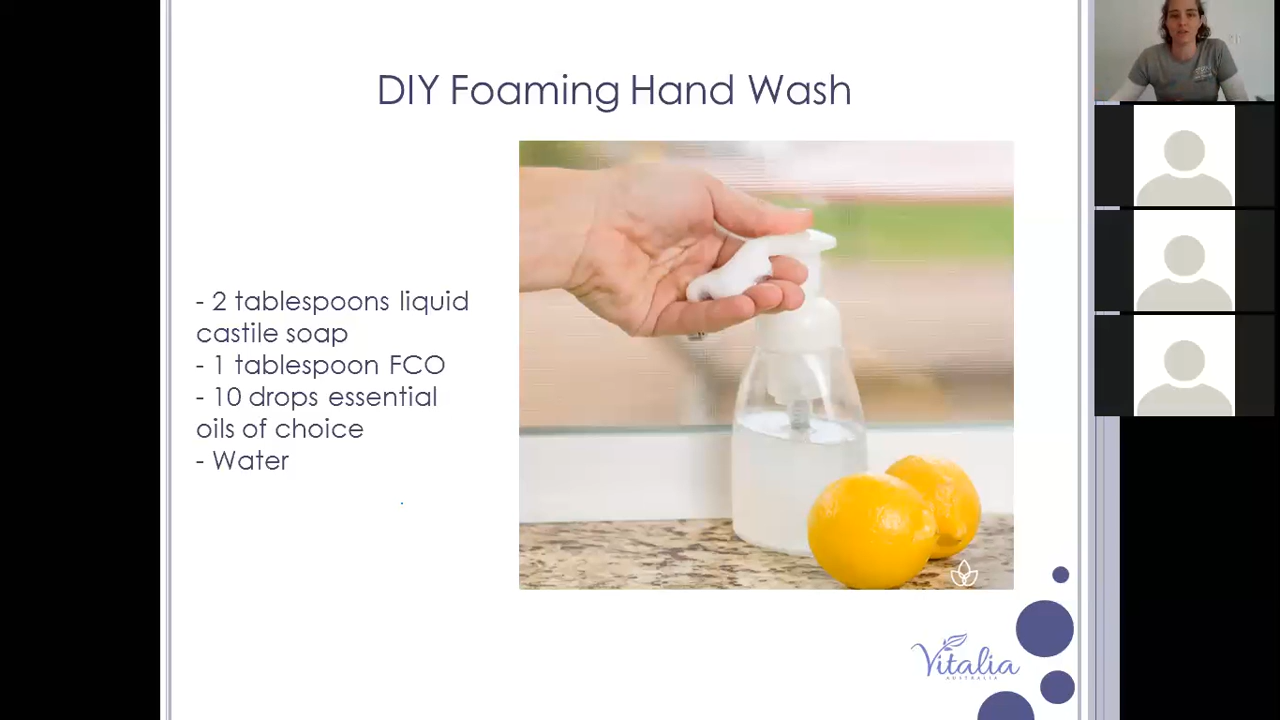 DIY Foaming Hand Wash
- 2 tablespoons liquid
castile soap
- 1 tablespoon FCO
- 10 drops essential
oils of choice
- Water
Vitalia
AUSTRALIA